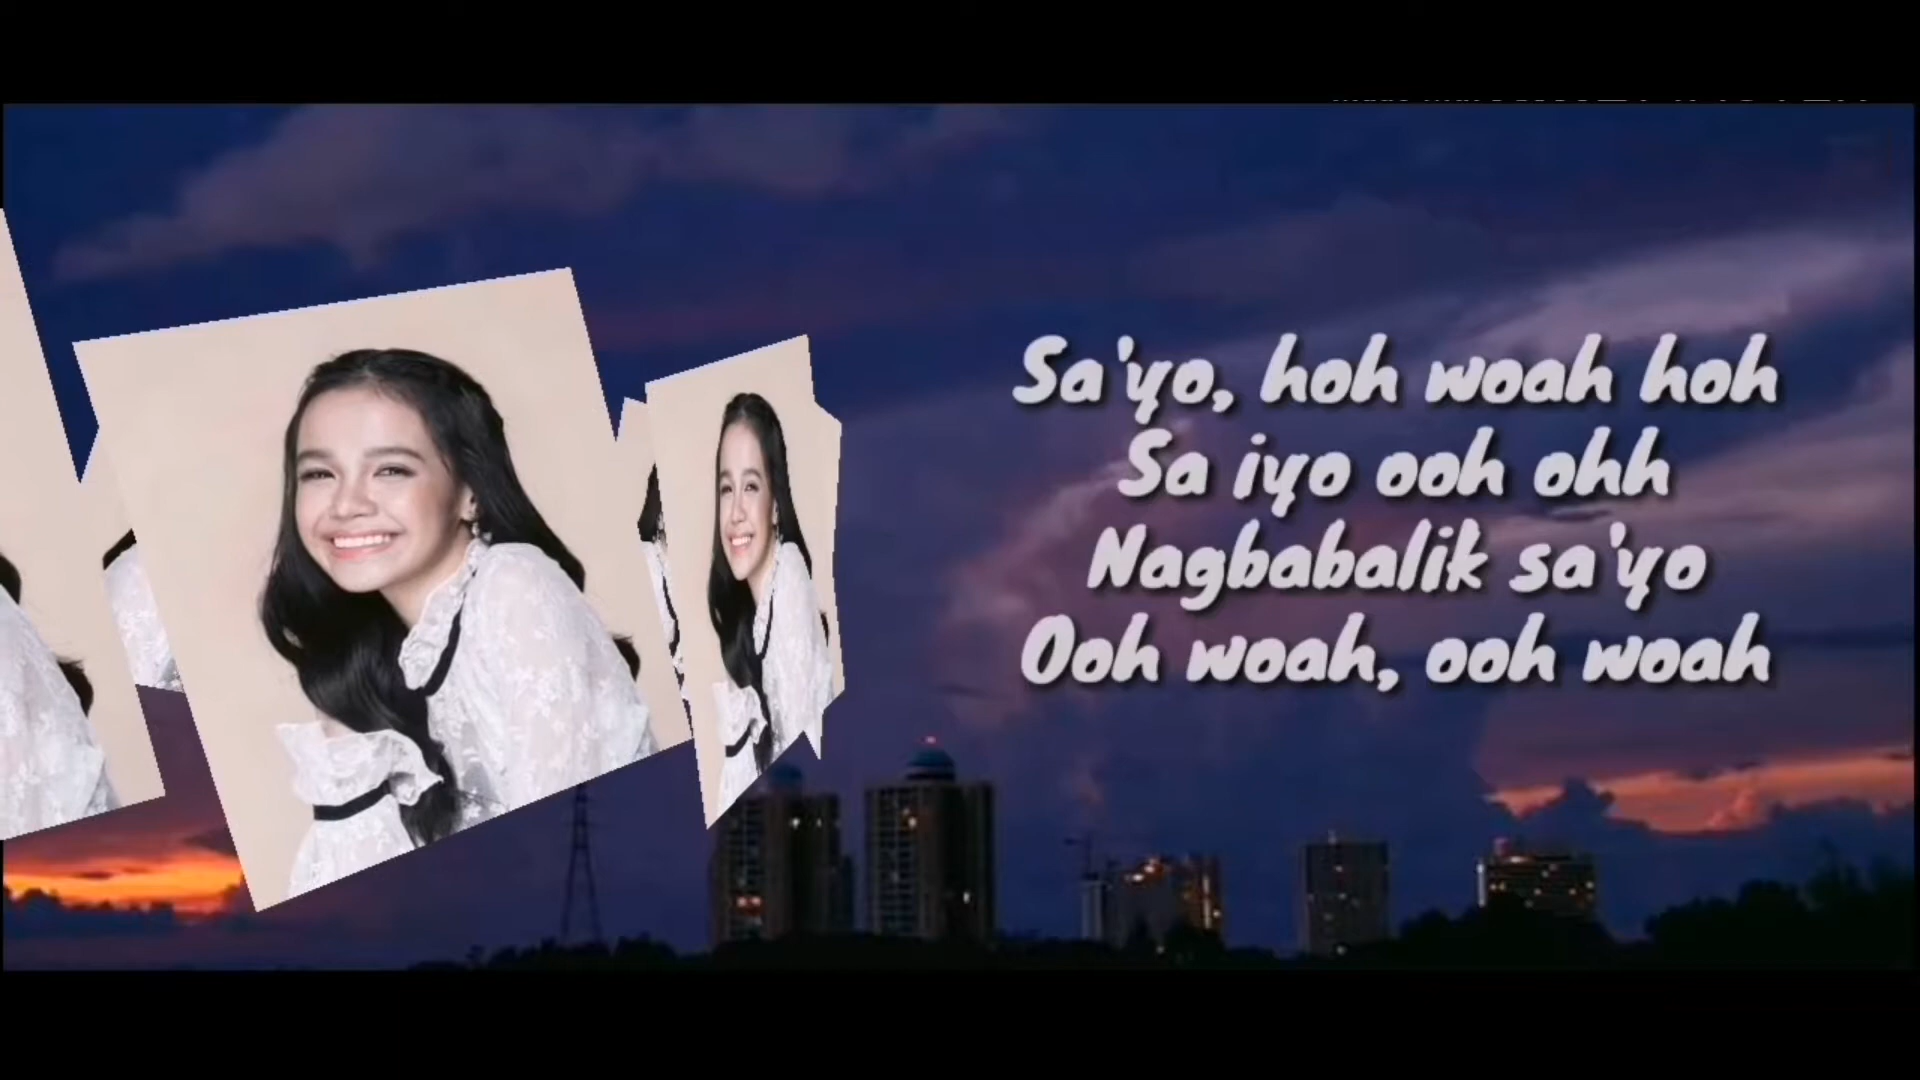 Sa'yo, hoh woah hoh
Sa iyo ooh ohh
Nagbabalik sa'yo
Ooh woah, ooh woah